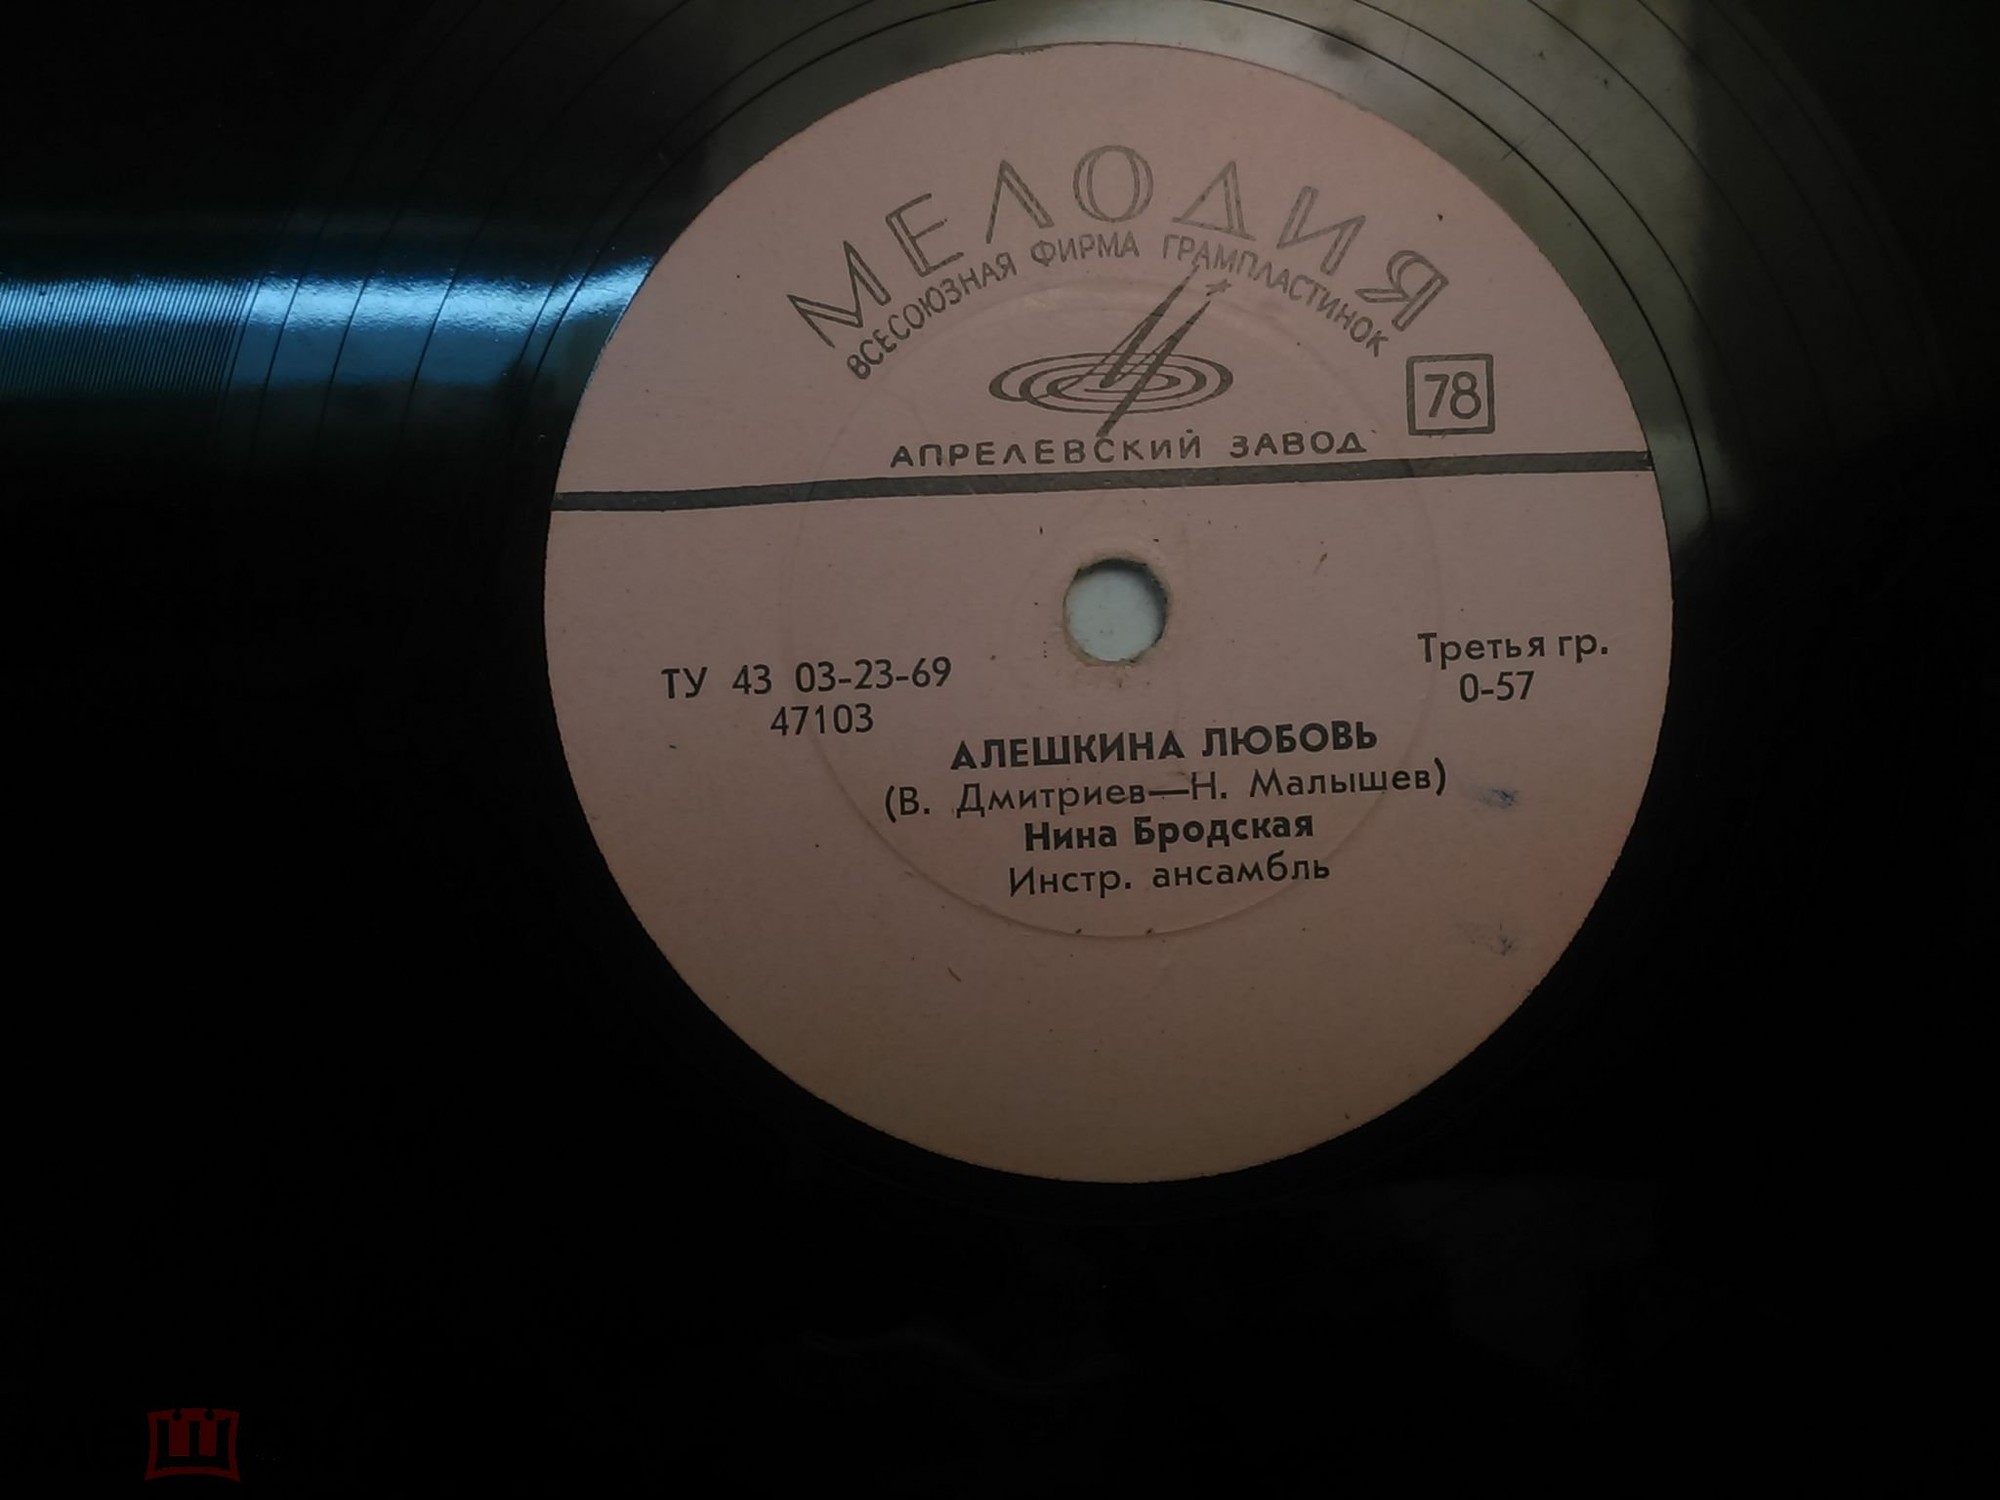 МЕЛОДИЯ
ВСЕСОЮЗНАЯ ФИРМА ГРАМПЛАСТИНОК
78
АПРЕЛЕВСКИЙ ЗАВОД
ТУ 43 03-23-69
47103
Третья гр.
0-57
АЛЕШКИНА ЛЮБОВЬ
(В. Дмитриев—Н. Малышев)
Нина Бродская
Инстр. ансамбль